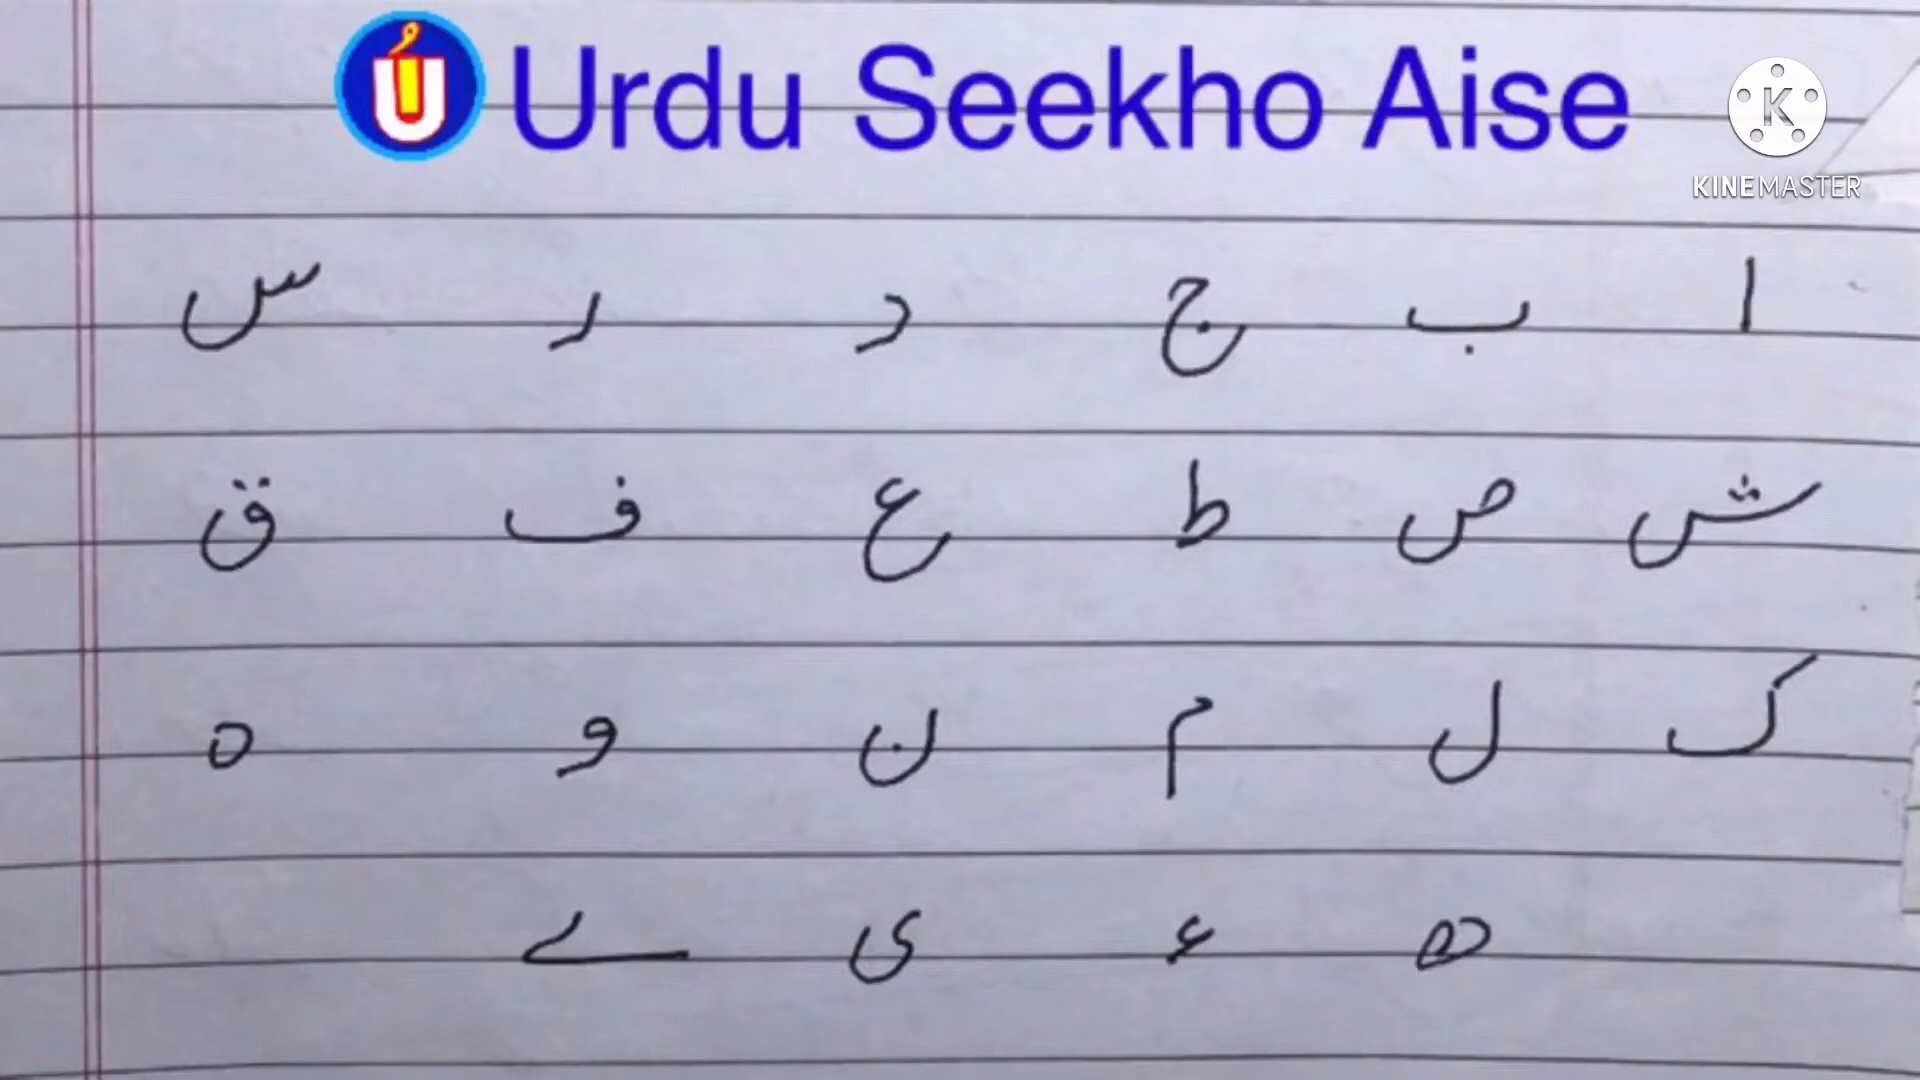 Urdu Seekho Aise
KINEMASTER
ا ب ج د ر س
ش ص ط ع ف ق
ک ل م ن و ہ
ھ ء ی ے